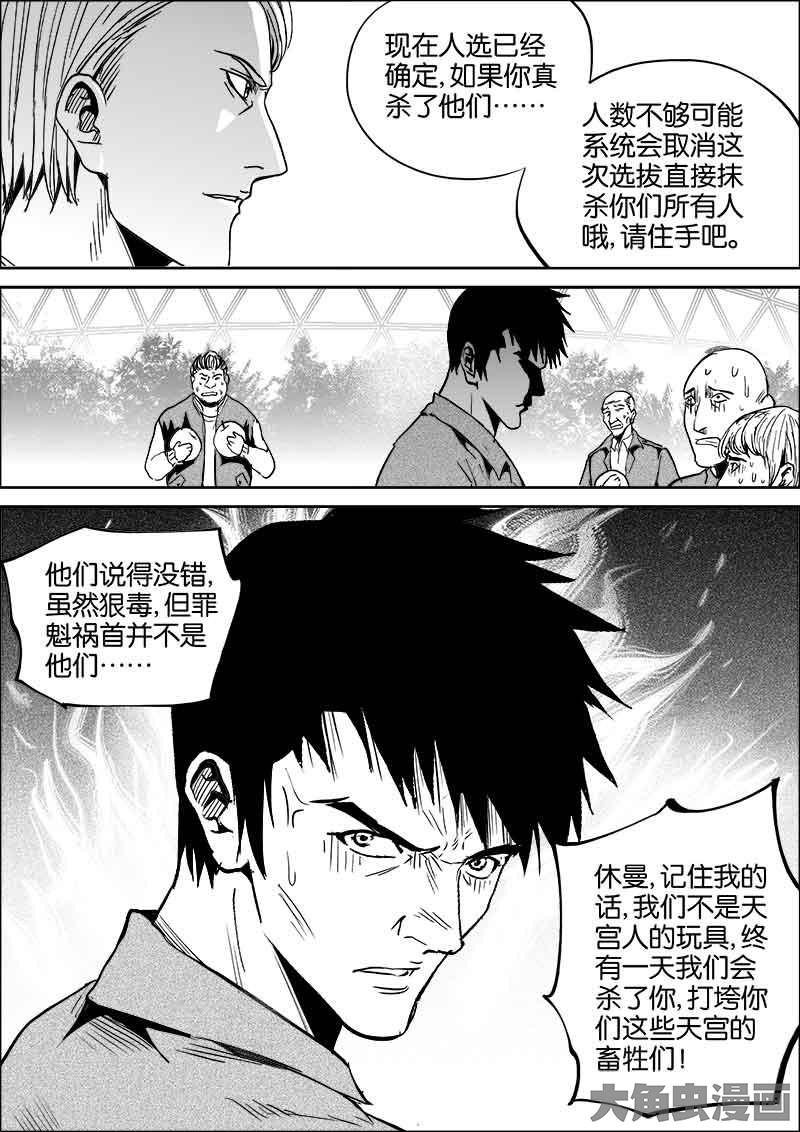 现在人选已经
确定,如果你真
杀了他们……
人数不够可能
系统会取消这
次选拔直接抹
杀你们所有人
哦,请住手吧。
他们说得没错,
虽然狠毒,但罪
魁祸首并不是
他们……
休曼,记住我的
话,我们不是天
宫人的玩具,终
有一天我们会
杀了你,打垮你
们这些天宫的
畜牲们!
大角虫漫画